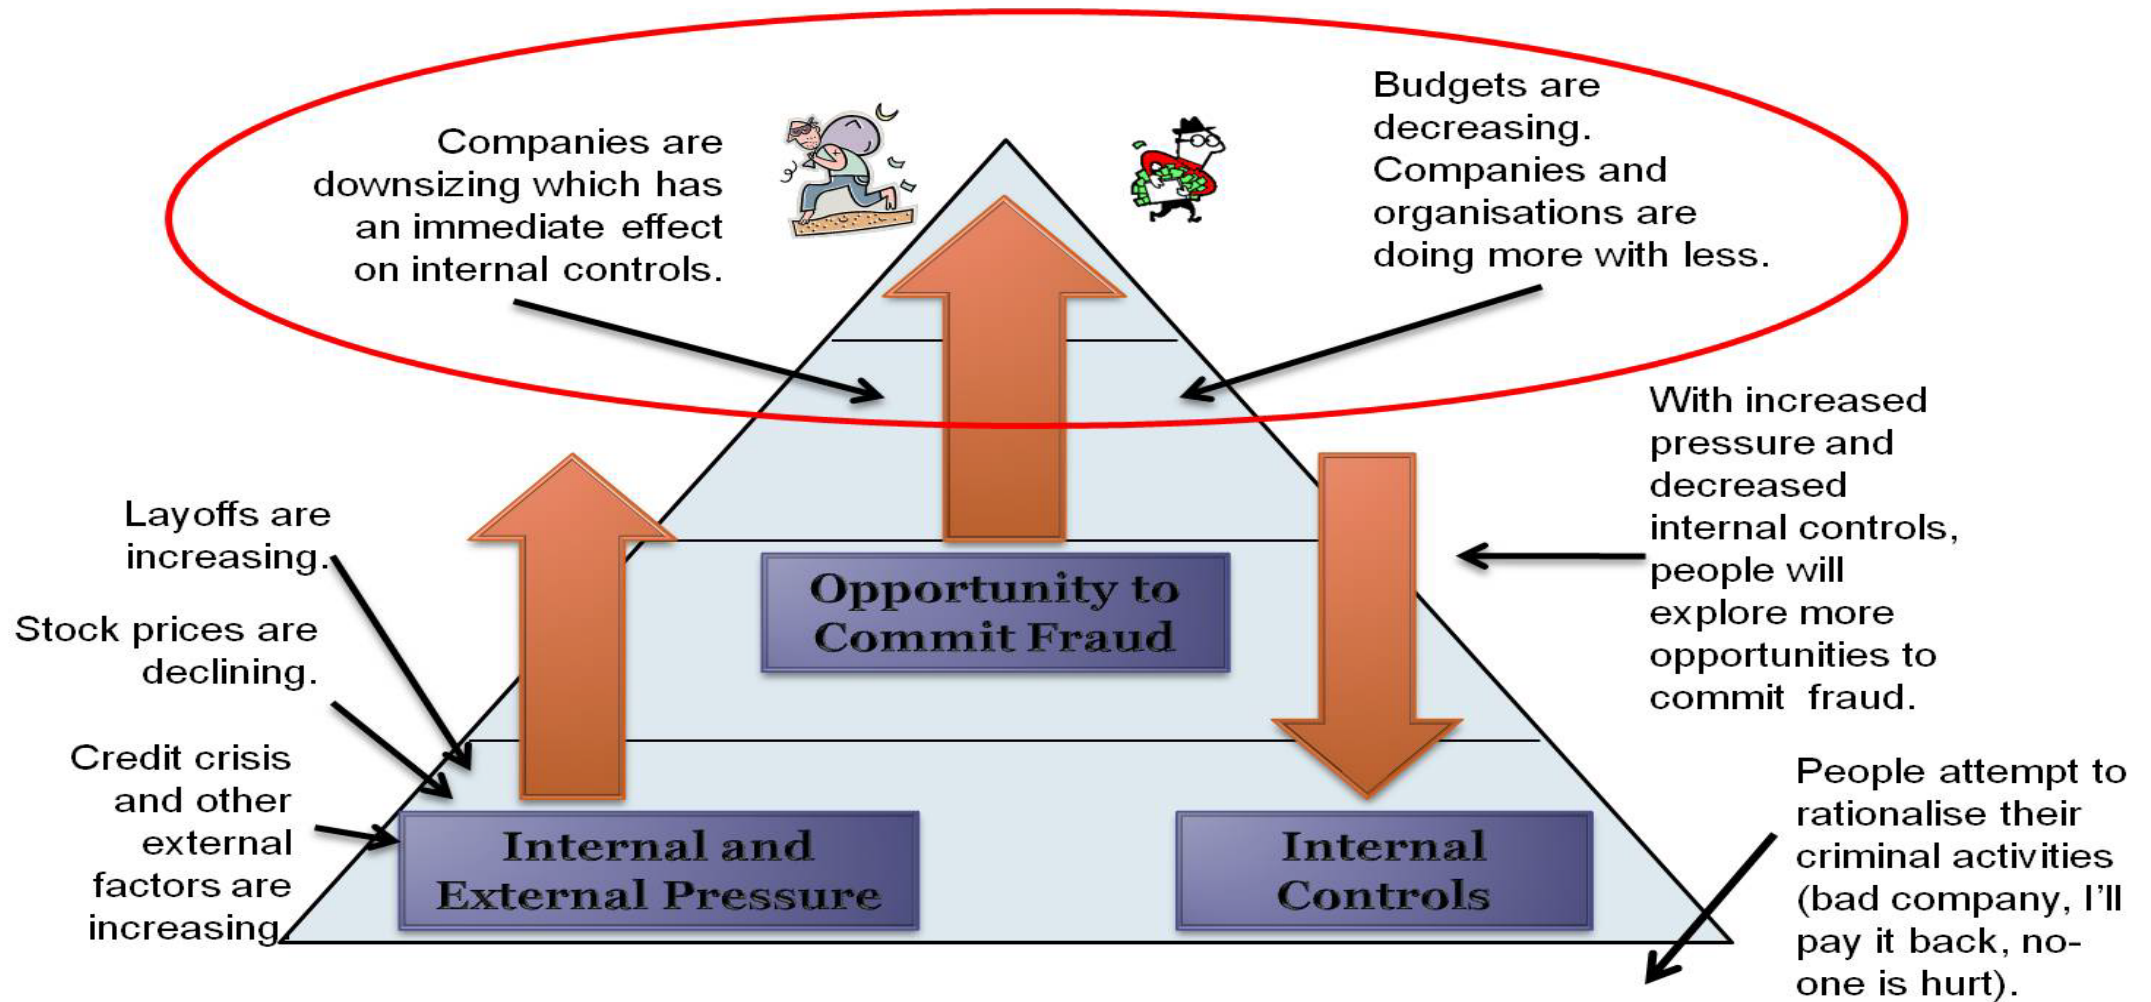 Companies are
downsizing which has
an immediate effect
on internal controls.
Budgets are
decreasing.
Companies and
organisations are
doing more with less.
With increased
pressure and
decreased
internal controls,
people will
explore more
opportunities to
commit fraud.
Layoffs are
increasing.
Stock prices are
declining.
Credit crisis
and other
external
factors are
increasing.
Opportunity to
Commit Fraud
Internal and
External Pressure
Internal
Controls
People attempt to
rationalise their
criminal activities
(bad company, I'll
pay it back, no-
one is hurt).